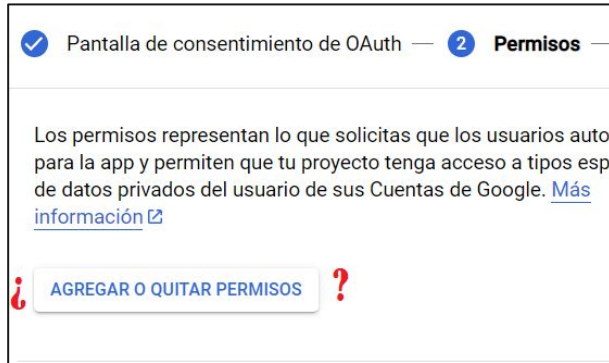 Pantalla de consentimiento de OAuth — 2 Permisos —
Los permisos representan lo que solicitas que los usuarios auto
para la app y permiten que tu proyecto tenga acceso a tipos esp
de datos privados del usuario de sus Cuentas de Google. Más
información
¿ AGREGAR O QUITAR PERMISOS ?